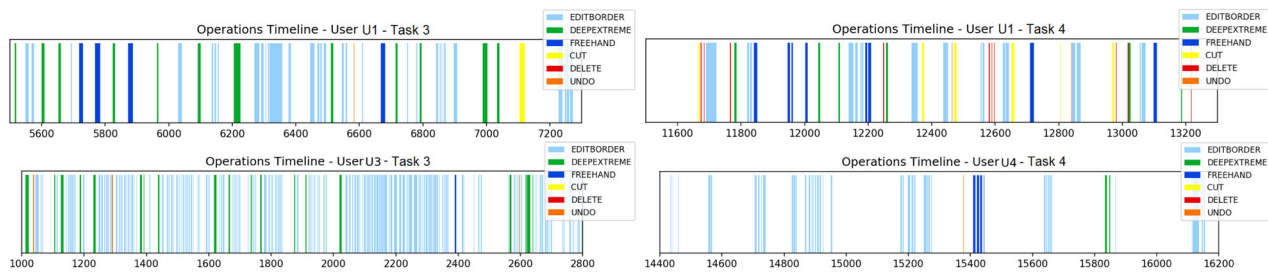 Operations Timeline - User U1 - Task 3
EDITBORDER
DEEPEXTREME
FREEHAND
CUT
DELETE
UNDO
5600 5800 6000 6200 6400 6600 6800 7000 7200
Operations Timeline - User U1 - Task 4
EDITBORDER
DEEPEXTREME
FREEHAND
CUT
DELETE
UNDO
11600 11800 12000 12200 12400 12600 12800 13000 13200
Operations Timeline - User U3 - Task 3
EDITBORDER
DEEPEXTREME
FREEHAND
CUT
DELETE
UNDO
1000 1200 1400 1600 1800 2000 2200 2400 2600 2800
Operations Timeline - User U4 - Task 4
EDITBORDER
DEEPEXTREME
FREEHAND
CUT
DELETE
UNDO
14400 14600 14800 15000 15200 15400 15600 15800 16000 16200